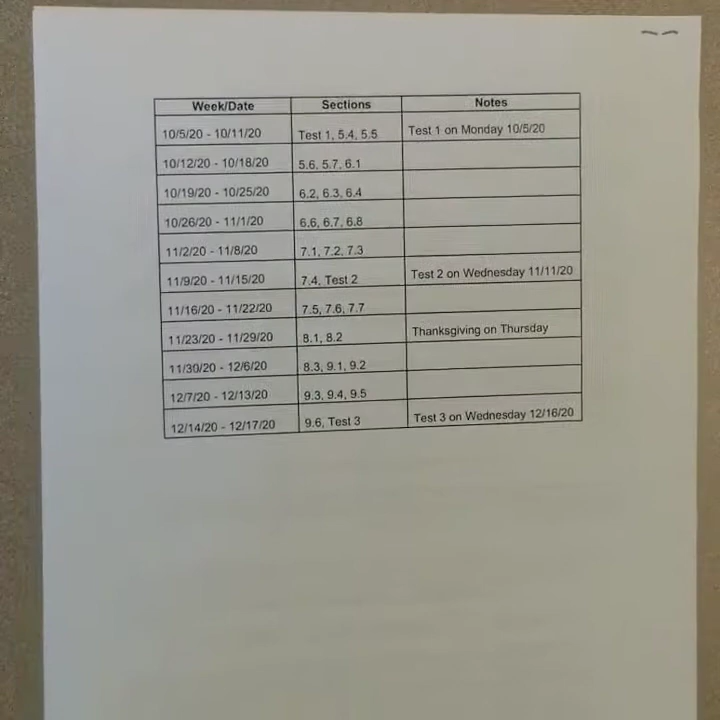 Week/Date Sections Notes
10/5/20 - 10/11/20 Test 1, 5.4, 5.5 Test 1 on Monday 10/5/20
10/12/20 - 10/18/20 5.6, 5.7, 6.1
10/19/20 - 10/25/20 6.2, 6.3, 6.4
10/26/20 - 11/1/20 6.6, 6.7, 6.8
11/2/20 - 11/8/20 7.1, 7.2, 7.3
11/9/20 - 11/15/20 7.4, Test 2 Test 2 on Wednesday 11/11/20
11/16/20 - 11/22/20 7.5, 7.6, 7.7
11/23/20 - 11/29/20 8.1, 8.2 Thanksgiving on Thursday
11/30/20 - 12/6/20 8.3, 9.1, 9.2
12/7/20 - 12/13/20 9.3, 9.4, 9.5
12/14/20 - 12/17/20 9.6, Test 3 Test 3 on Wednesday 12/16/20